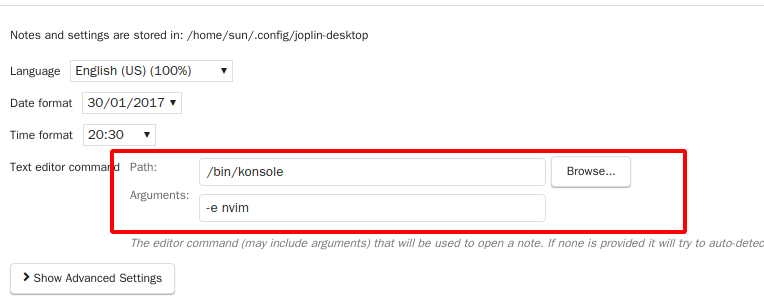 Notes and settings are stored in: /home/sun/.config/joplin-desktop
Language English (US) (100%)
Date format 30/01/2017
Time format 20:30
Text editor command Path: /bin/konsole Browse...
Arguments:
-e nvim
The editor command (may include arguments) that will be used to open a note. If none is provided it will try to auto-detec
Show Advanced Settings